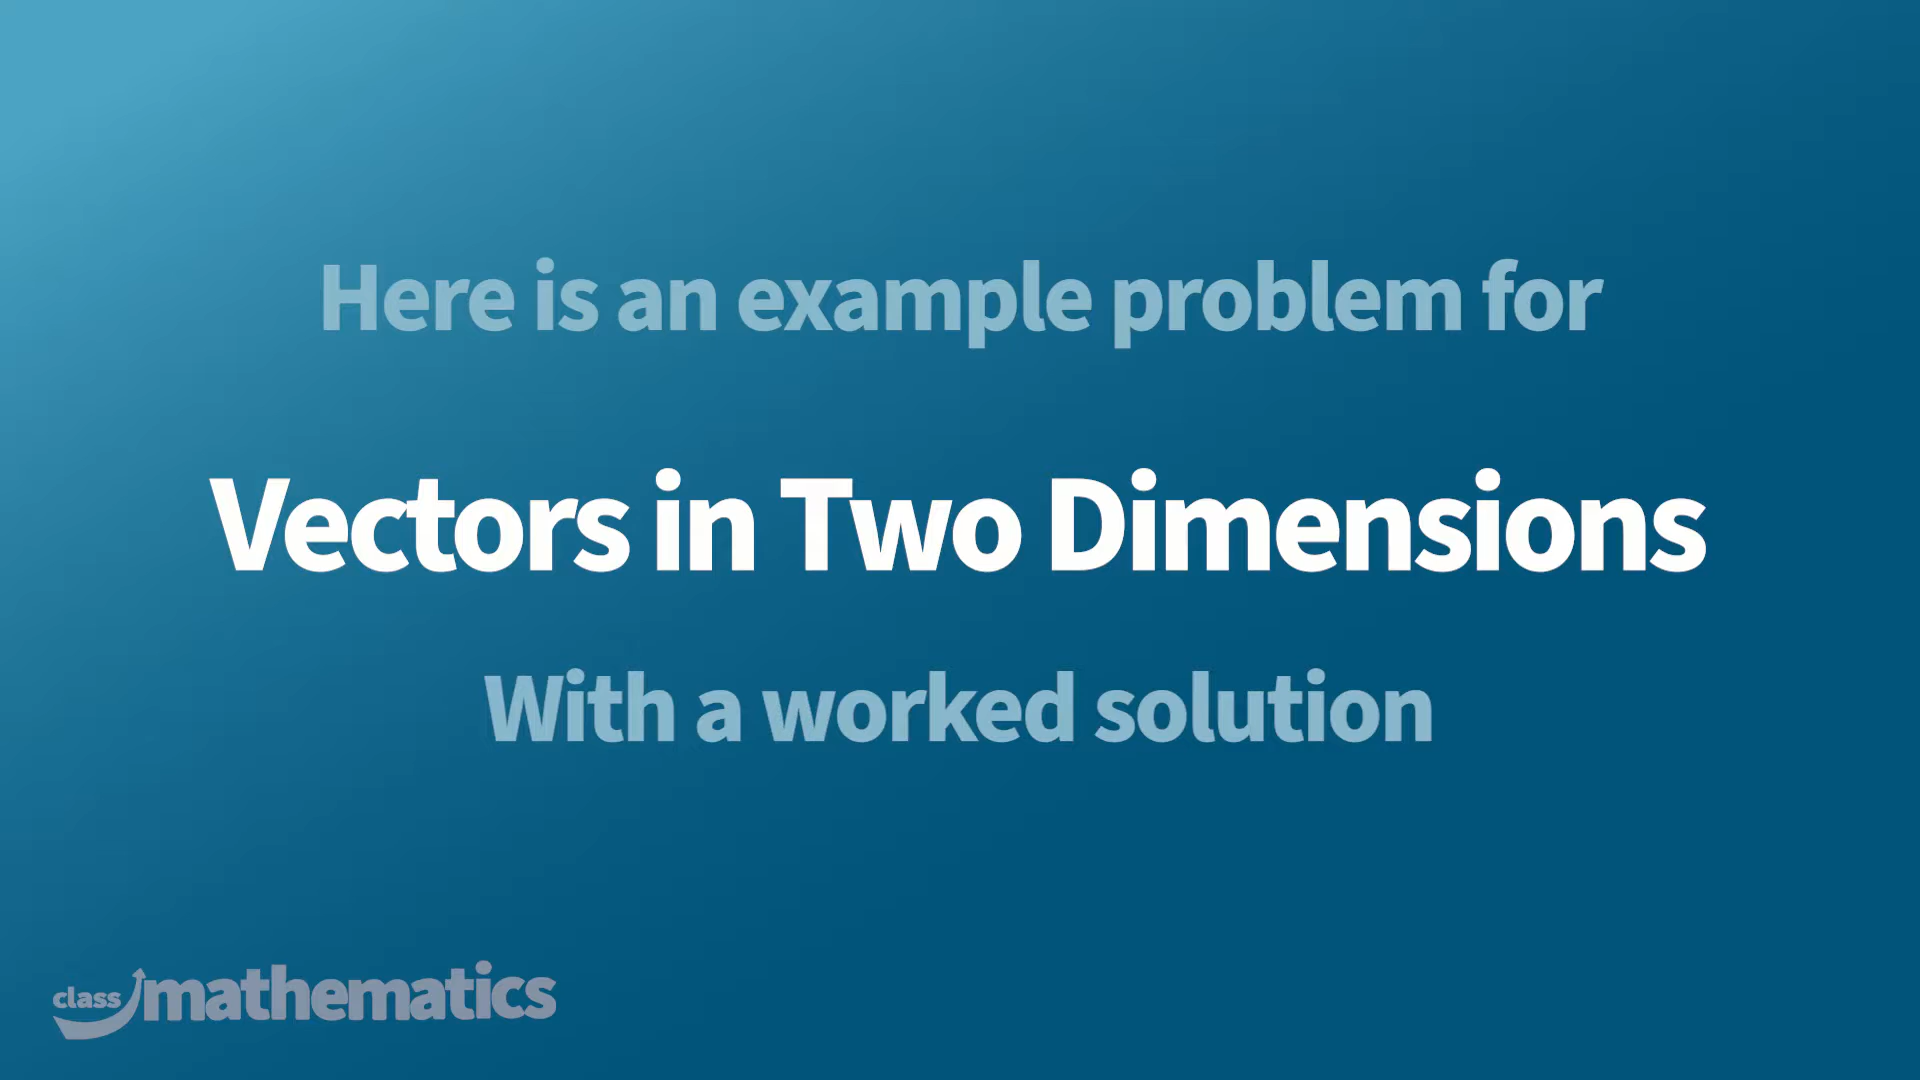 Here is an example problem for
Vectors in Two Dimensions
With a worked solution
class mathematics